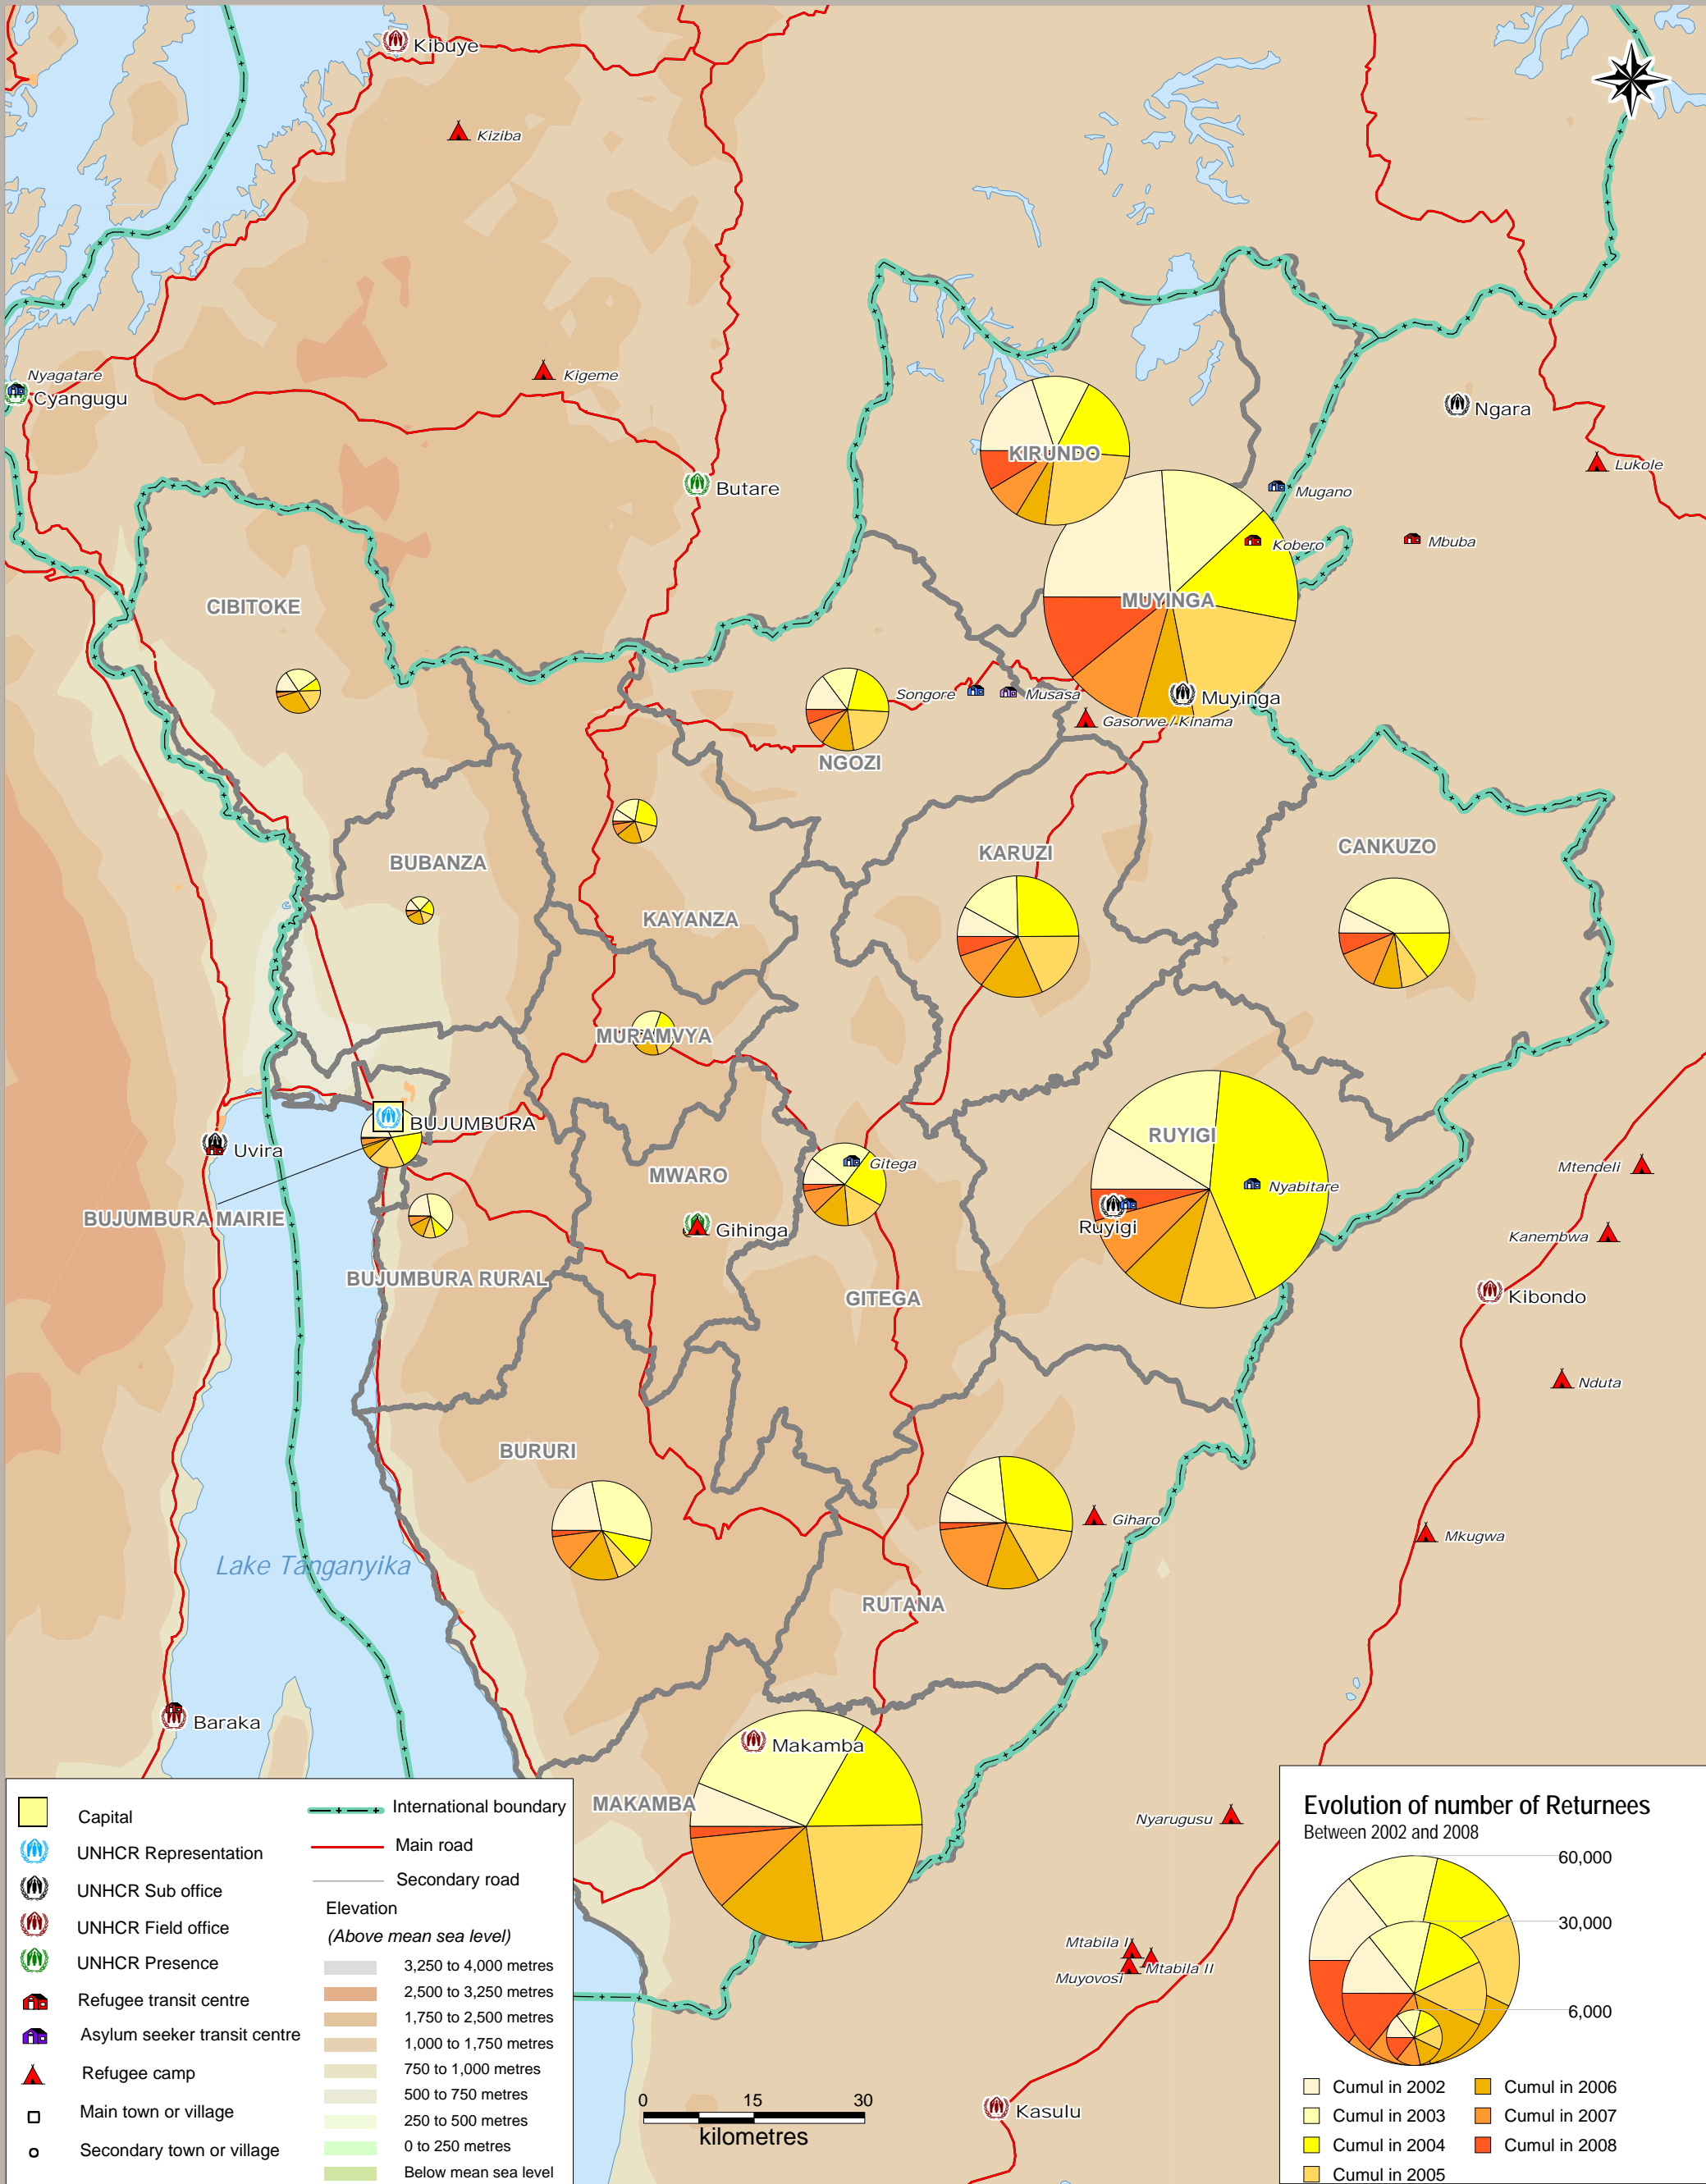 Kibuye
Kiziba
Nyagatare
Cyangugu
Kigeme
Ngara
Lukole
Butare
KIRUNDO
Mugano
Kobero
Mbuba
CIBITOKE
MUYINGA
Songore
Musasa
Muyinga
Gasorwe / Kinama
NGOZI
BUBANZA
KARUZI
CANKUZO
KAYANZA
MURAMVYA
BUJUMBURA
Uvira
RUYIGI
Gitega
Mtendeli
MWARO
Nyabitare
BUJUMBURA MAIRIE
Gihinga
Ruyigi
Kanembwa
BUJUMBURA RURAL
GITEGA
Kibondo
Nduta
BURURI
Giharo
Mkugwa
Lake Tanganyika
RUTANA
Baraka
Makamba
MAKAMBA
Nyarugusu
Mtabila I
Mtabila II
Muyovosi
Kasulu
Capital
UNHCR Representation
UNHCR Sub office
UNHCR Field office
UNHCR Presence
Refugee transit centre
Asylum seeker transit centre
Refugee camp
Main town or village
Secondary town or village
International boundary
Main road
Secondary road
Elevation
(Above mean sea level)
3,250 to 4,000 metres
2,500 to 3,250 metres
1,750 to 2,500 metres
1,000 to 1,750 metres
750 to 1,000 metres
500 to 750 metres
250 to 500 metres
0 to 250 metres
Below mean sea level
0 15 30
kilometres
Evolution of number of Returnees
Between 2002 and 2008
60,000
30,000
6,000
Cumul in 2002
Cumul in 2003
Cumul in 2004
Cumul in 2005
Cumul in 2006
Cumul in 2007
Cumul in 2008